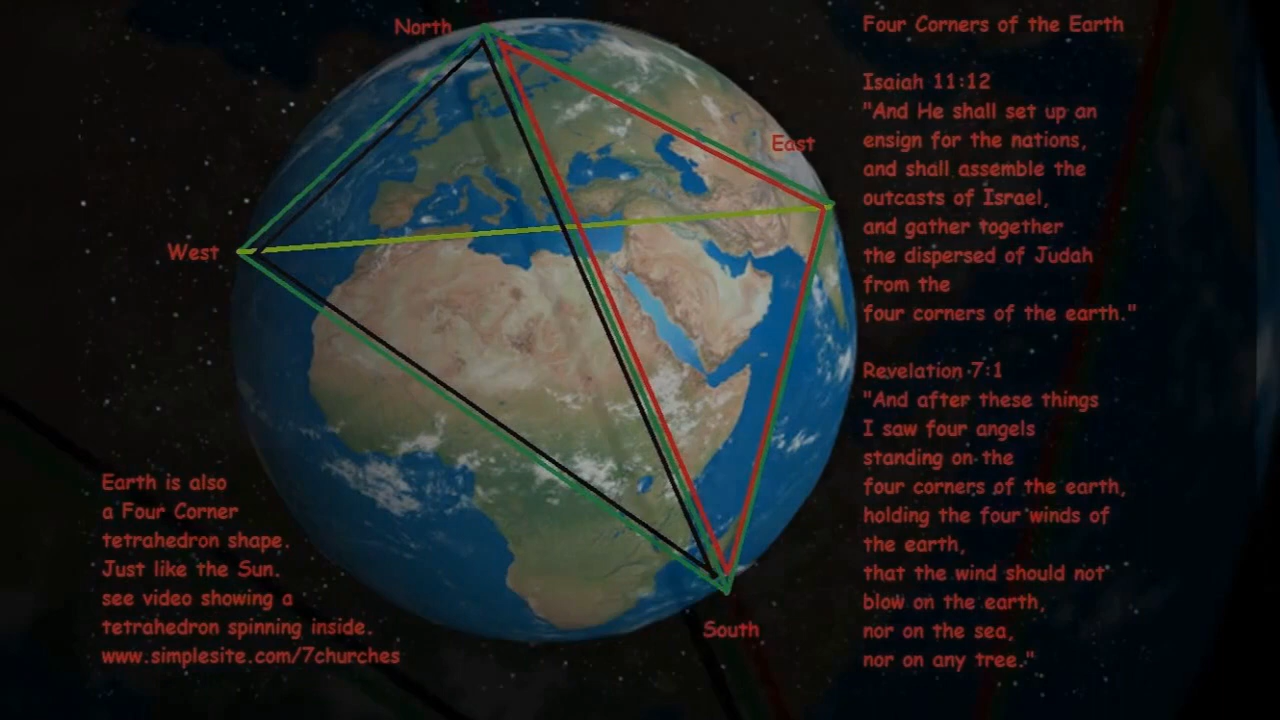 North
East
West
South
Four Corners of the Earth
Isaiah 11:12
"And He shall set up an
ensign for the nations,
and shall assemble the
outcasts of Israel,
and gather together
the dispersed of Judah
from the
four corners of the earth."
Revelation 7:1
"And after these things
I saw four angels
standing on the
four corners of the earth,
holding the four winds of
the earth,
that the wind should not
blow on the earth,
nor on the sea,
nor on any tree."
Earth is also
a Four Corner
tetrahedron shape.
Just like the Sun.
see video showing a
tetrahedron spinning inside.
www.simplesite.com/7churches